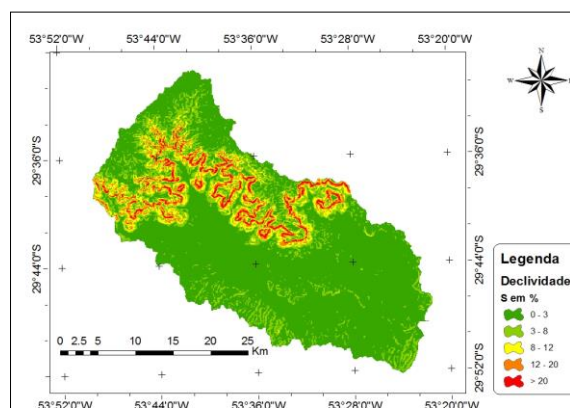 53°52'0"W 53°44'0"W 53°36'0"W 53°28'0"W 53°20'0"W
N
W
S
29°36'0"S
29°36'0"S
29°44'0"S
29°44'0"S
29°52'0"S
Legenda
Declividade
S em %
0 - 3
3 - 8
8 - 12
12 - 20
> 20
0 2.5 5 10 15 20 25
Km
53°52'0"W 53°44'0"W 53°36'0"W 53°28'0"W 53°20'0"W